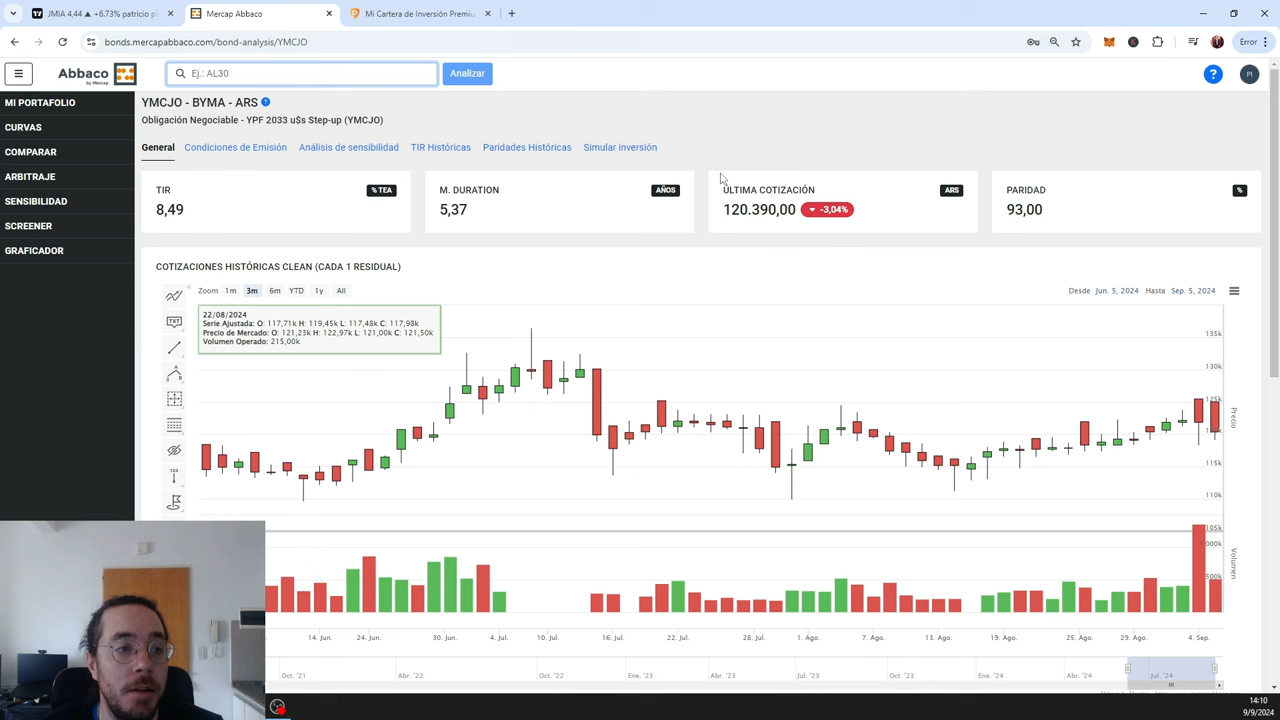 JMIA 4,44 ▲ +6.73% patricio pi
Mercap Abbaco
Mi Cartera de Inversión Premiu
bonds.mercapabbaco.com/bond-analysis/YMCJO
Error
Abbaco
by Mercap
Ej.: AL30
Analizar
?
PI
MI PORTAFOLIO
CURVAS
COMPARAR
ARBITRAJE
SENSIBILIDAD
SCREENER
GRAFICADOR
YMCJO - BYMA - ARS ?
Obligación Negociable - YPF 2033 u$s Step-up (YMCJO)
General Condiciones de Emisión Análisis de sensibilidad TIR Históricas Paridades Históricas Simular inversión
TIR % TEA
8,49
M. DURATION AÑOS
5,37
ÚLTIMA COTIZACIÓN ARS
120.390,00 ▼ -3,04%
PARIDAD %
93,00
COTIZACIONES HISTÓRICAS CLEAN (CADA 1 RESIDUAL)
Zoom 1m 3m 6m YTD 1y All
Desde Jun. 5, 2024 Hasta Sep. 5, 2024
22/08/2024
Serie Ajustada: O: 117,71k H: 119,45k L: 117,48k C: 117,98k
Precio de Mercado: O: 121,23k H: 122,97k L: 121,00k C: 121,50k
Volumen Operado: 215,00k
TXT
123
135k
130k
125k
115k
110k
105k
Precio
500k
Volumen
14. Jun. 24. Jun. 30. Jun. 4. Jul. 10. Jul. 16. Jul. 22. Jul. 28. Jul. 1. Ago. 7. Ago. 13. Ago. 19. Ago. 25. Ago. 29. Ago. 4. Sep.
Oct. '21 Abr. '22 Oct. '22 Ene. '23 Abr. '23 Jul. '23 Oct. '23 Ene. '24 Abr. '24 Jul. '24
14:10
9/9/2024